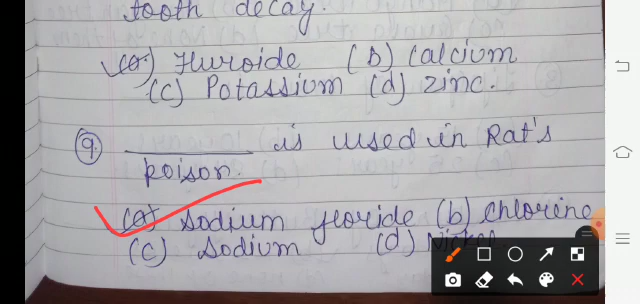 tooth decay.
(a) Fluroide (b) Calcium
(c) Potassium (d) zinc.
9. ______ is used in Rat's
poison.
(a) Sodium floride (b) Chlorine
(c) Sodium (d)